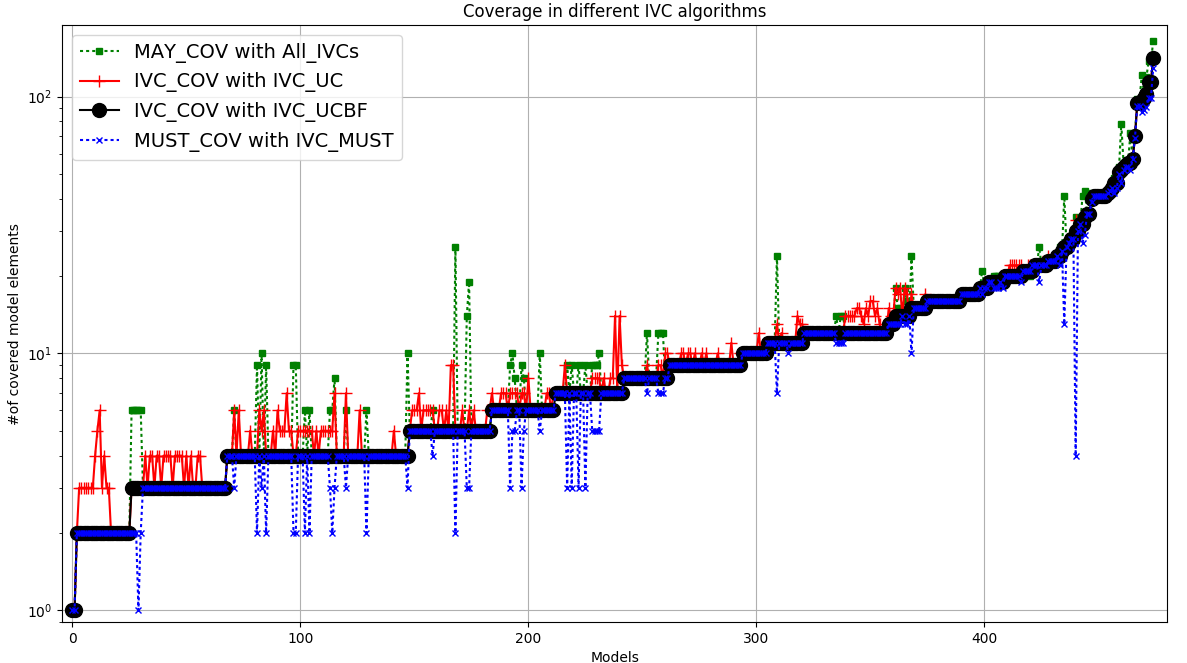 Coverage in different IVC algorithms
MAY_COV with All_IVCs
IVC_COV with IVC_UC
IVC_COV with IVC_UCBF
MUST_COV with IVC_MUST
#of covered model elements
10²
10¹
10⁰
0 100 200 300 400
Models